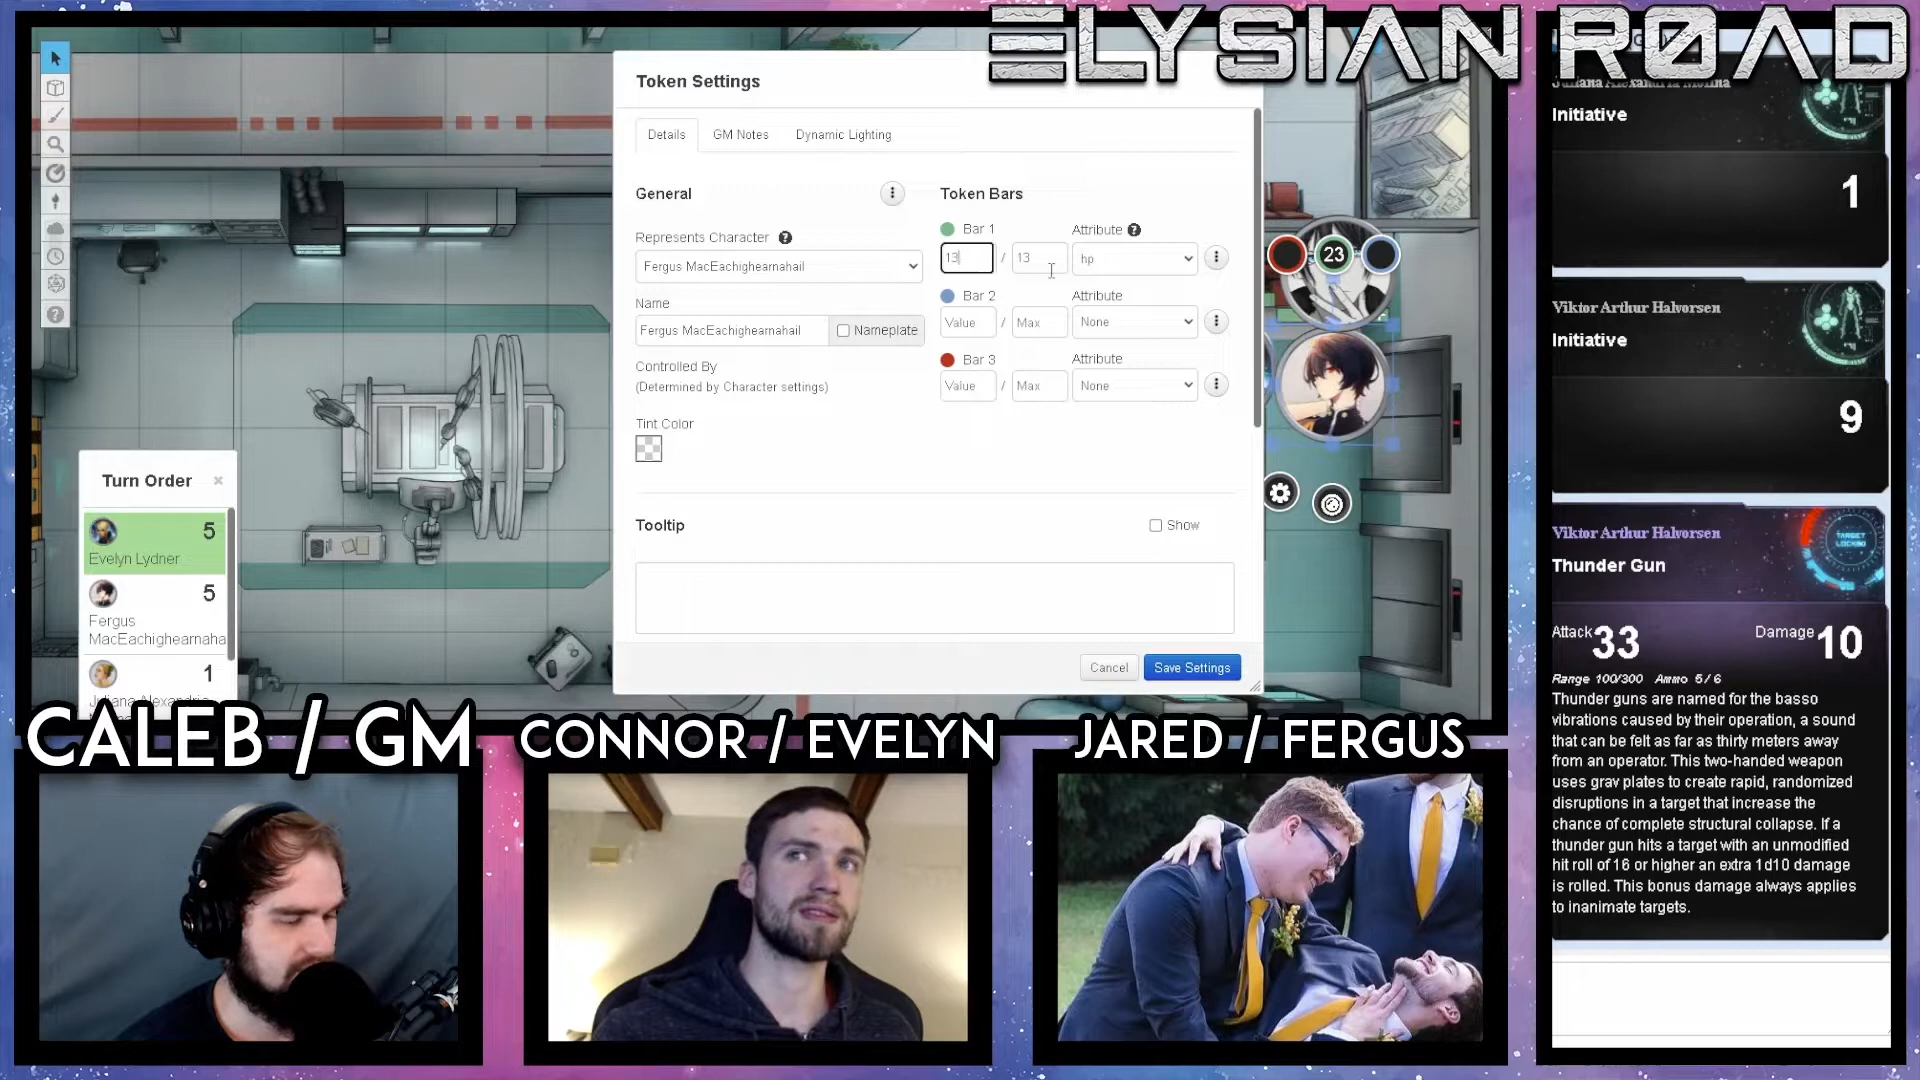 ELYSIAN RØAD
Token Settings
Details
GM Notes
Dynamic Lighting
General
Represents Character
Fergus MacEachighearnahail
Name
Fergus MacEachighearnahail
Nameplate
Controlled By
(Determined by Character settings)
Tint Color
Token Bars
Bar 1
Attribute
13 / 13
hp
Bar 2
Attribute
Value / Max
None
Bar 3
Attribute
Value / Max
None
Tooltip
Show
Cancel
Save Settings
23
Turn Order
5
Evelyn Lydner
5
Fergus
MacEachighearnaha
1
Juliana Alexandria
CALEB / GM
CONNOR / EVELYN
JARED / FERGUS
Juliana Alexandria Molina
Initiative
1
Viktor Arthur Halvorsen
Initiative
9
Viktor Arthur Halvorsen
TARGET
LOCKED
Thunder Gun
Attack 33
Damage 10
Range 100/300 Ammo 5/6
Thunder guns are named for the basso
vibrations caused by their operation, a sound
that can be felt as far as thirty meters away
from an operator. This two-handed weapon
uses grav plates to create rapid, randomized
disruptions in a target that increase the
chance of complete structural collapse. If a
thunder gun hits a target with an unmodified
hit roll of 16 or higher an extra 1d10 damage
is rolled. This bonus damage always applies
to inanimate targets.